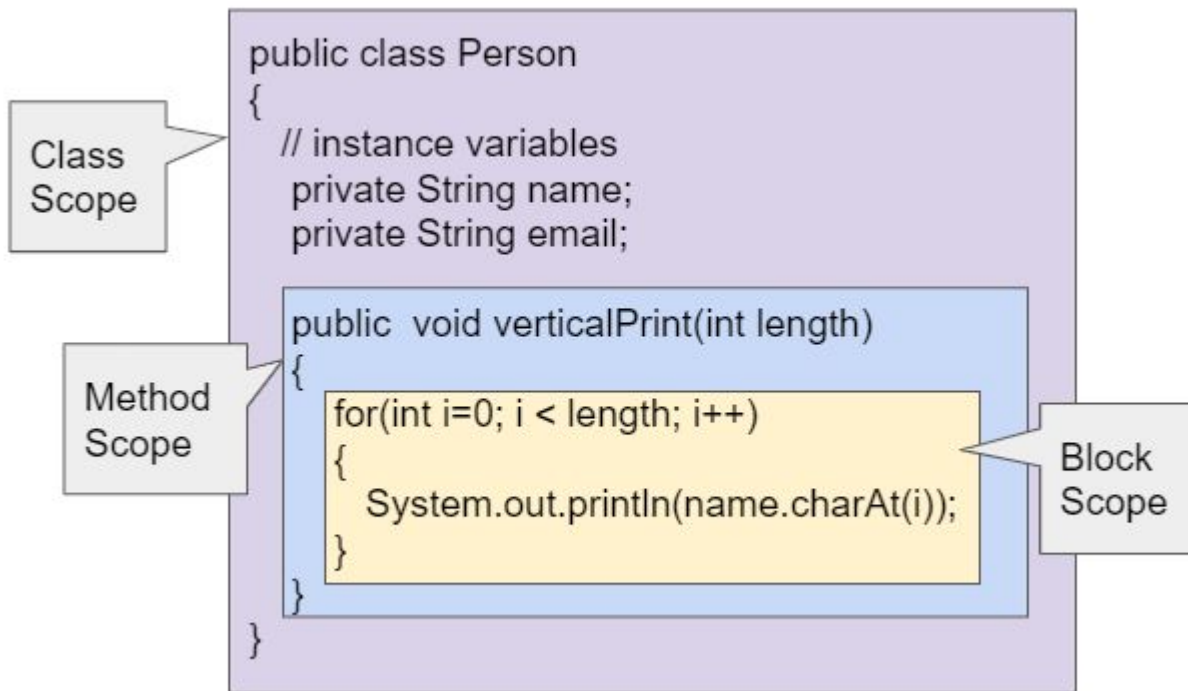 public class Person
{
Class
Scope
// instance variables
private String name;
private String email;
public  void verticalPrint(int length)
{
Method
Scope
for(int i=0; i < length; i++)
{
System.out.println(name.charAt(i));
}
Block
Scope
}
}